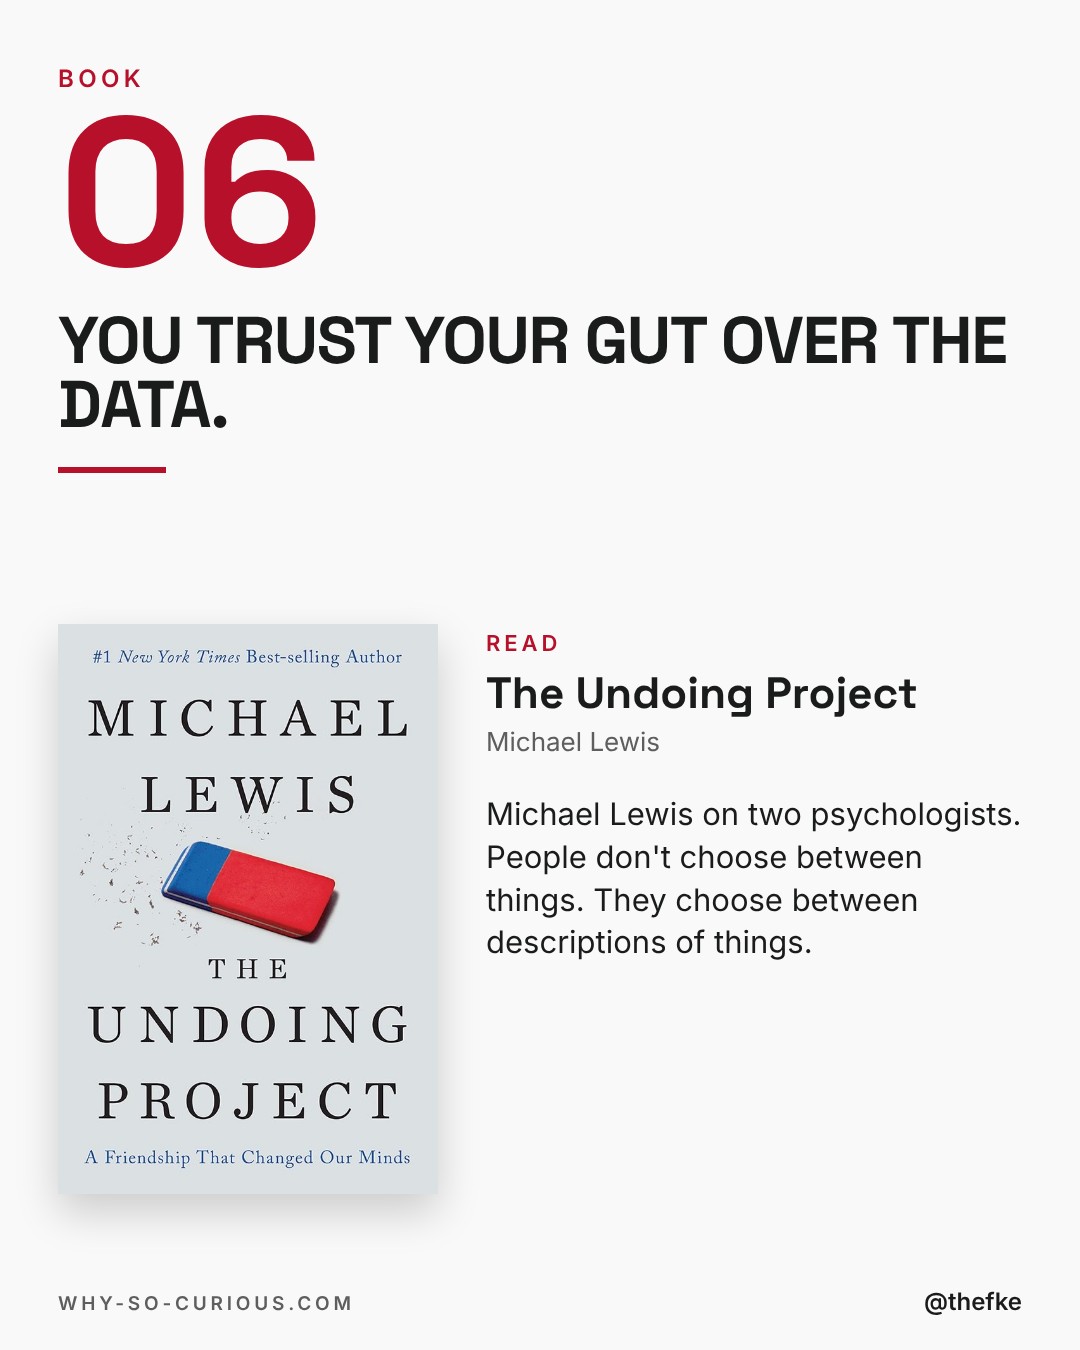 BOOK
06
YOU TRUST YOUR GUT OVER THE
DATA.
#1 New York Times Best-selling Author
MICHAEL
LEWIS
THE
UNDOING
PROJECT
A Friendship That Changed Our Minds
READ
The Undoing Project
Michael Lewis
Michael Lewis on two psychologists.
People don't choose between
things. They choose between
descriptions of things.
WHY-SO-CURIOUS.COM
@thefke